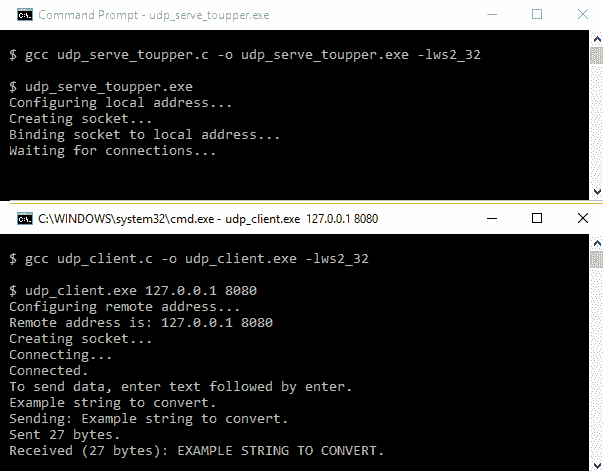 Command Prompt - udp_serve_toupper.exe
$ gcc udp_serve_toupper.c -o udp_serve_toupper.exe -lws2_32
$ udp_serve_toupper.exe
Configuring local address...
Creating socket...
Binding socket to local address...
Waiting for connections...
C:\WINDOWS\system32\cmd.exe - udp_client.exe 127.0.0.1 8080
$ gcc udp_client.c -o udp_client.exe -lws2_32
$ udp_client.exe 127.0.0.1 8080
Configuring remote address...
Remote address is: 127.0.0.1 8080
Creating socket...
Connecting...
Connected.
To send data, enter text followed by enter.
Example string to convert.
Sending: Example string to convert.
Sent 27 bytes.
Received (27 bytes): EXAMPLE STRING TO CONVERT.